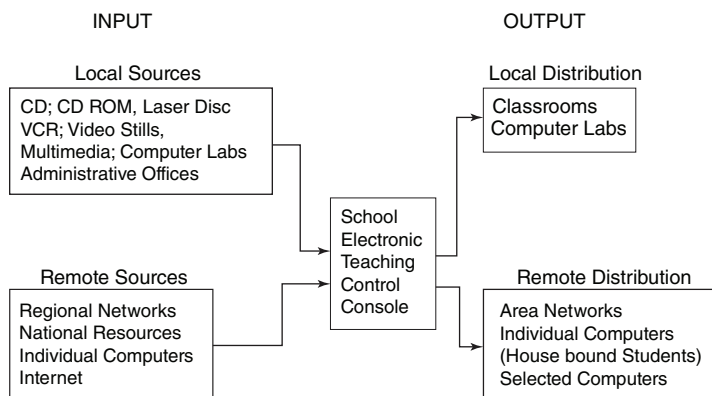 INPUT
OUTPUT
Local Sources
CD; CD ROM, Laser Disc
VCR; Video Stills,
Multimedia; Computer Labs
Administrative Offices
Local Distribution
Classrooms
Computer Labs
School
Electronic
Teaching
Control
Console
Remote Sources
Regional Networks
National Resources
Individual Computers
Internet
Remote Distribution
Area Networks
Individual Computers
(House bound Students)
Selected Computers